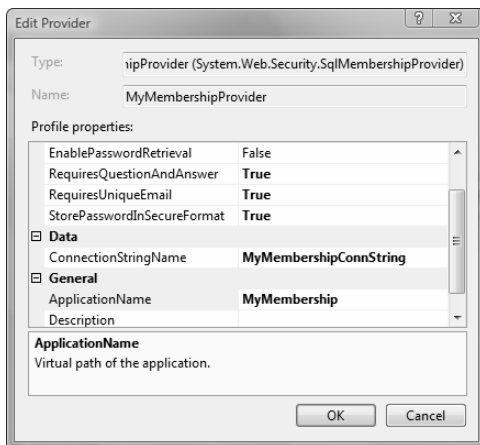 Edit Provider
Type: hipProvider (System.Web.Security.SqlMembershipProvider)
Name: MyMembershipProvider
Profile properties:
EnablePasswordRetrieval False
RequiresQuestionAndAnswer True
RequiresUniqueEmail True
StorePasswordInSecureFormat True
Data
ConnectionStringName MyMembershipConnString
General
ApplicationName MyMembership
Description
ApplicationName
Virtual path of the application.
OK Cancel